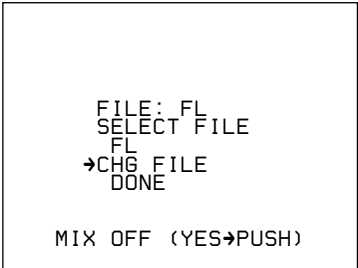 FILE: FL
SELECT FILE
FL
→CHG FILE
DONE
MIX OFF (YES→PUSH)